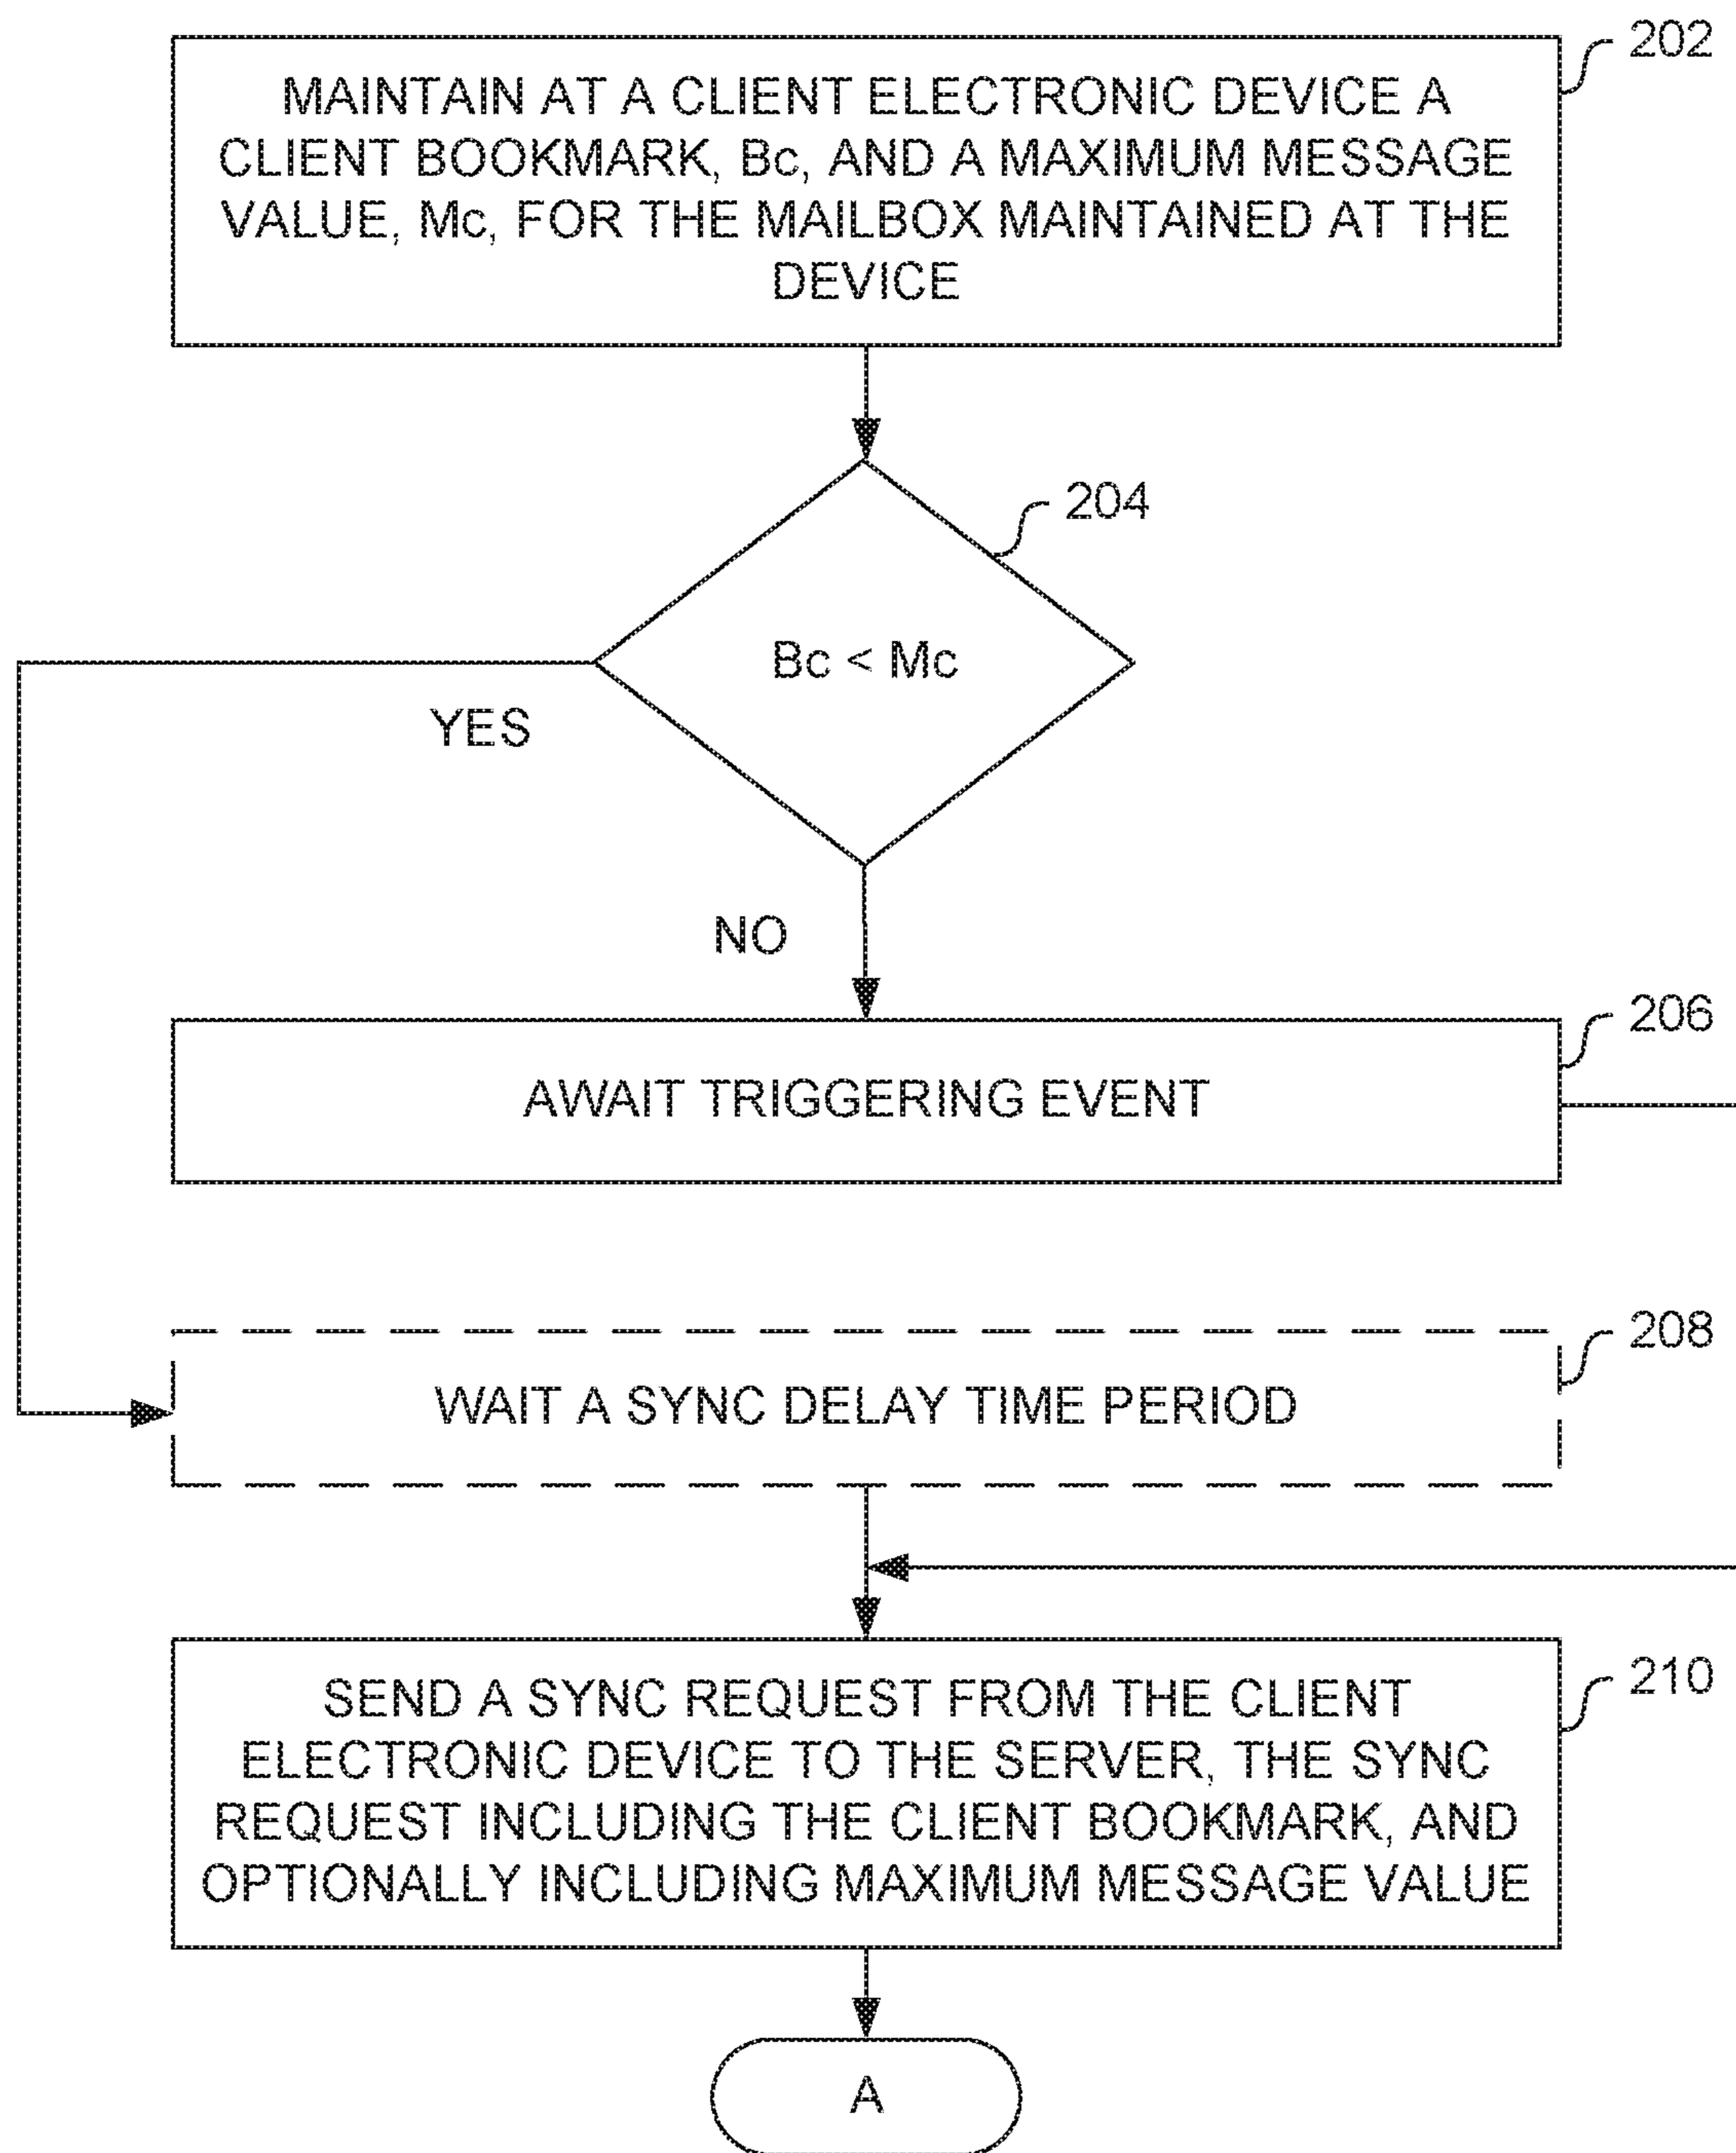 202
MAINTAIN AT A CLIENT ELECTRONIC DEVICE A
CLIENT BOOKMARK, Bc, AND A MAXIMUM MESSAGE
VALUE, Mc, FOR THE MAILBOX MAINTAINED AT THE
DEVICE
204
Bc < Mc
YES
NO
206
AWAIT TRIGGERING EVENT
208
WAIT A SYNC DELAY TIME PERIOD
210
SEND A SYNC REQUEST FROM THE CLIENT
ELECTRONIC DEVICE TO THE SERVER, THE SYNC
REQUEST INCLUDING THE CLIENT BOOKMARK, AND
OPTIONALLY INCLUDING MAXIMUM MESSAGE VALUE
A